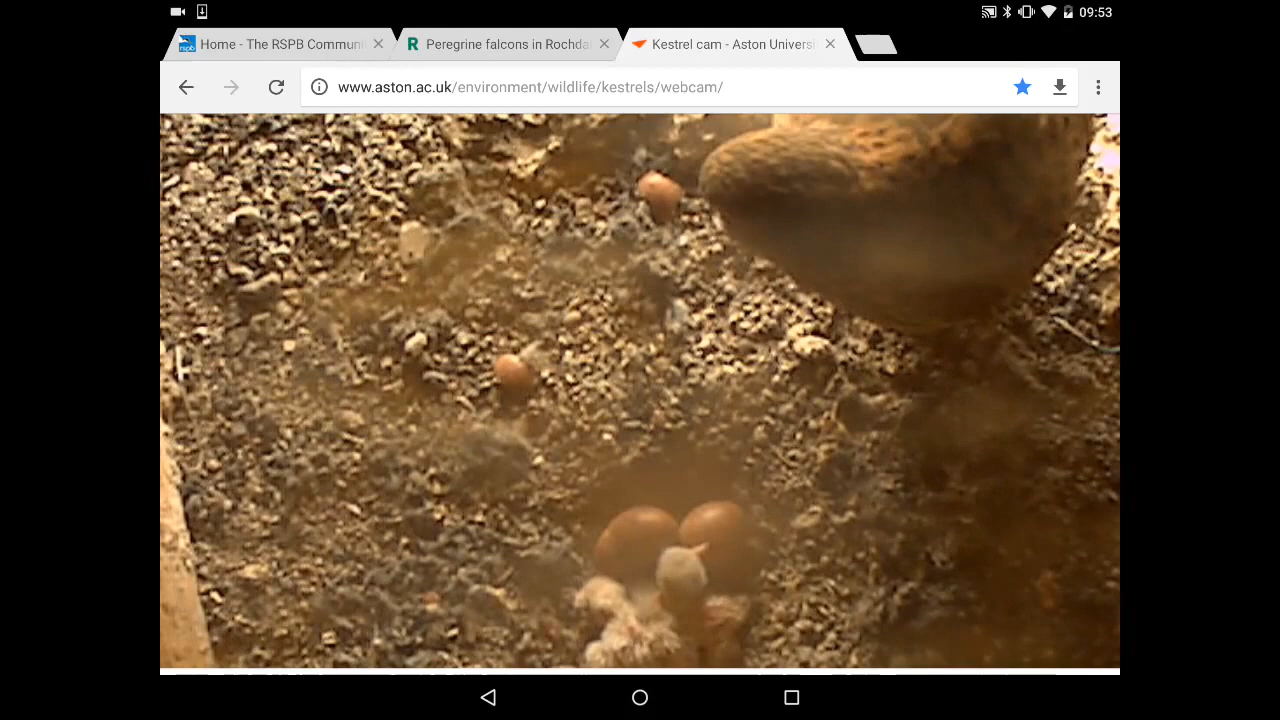 09:53
Home - The RSPB Commun
Peregrine falcons in Rochda
Kestrel cam - Aston Universi
www.aston.ac.uk/environment/wildlife/kestrels/webcam/